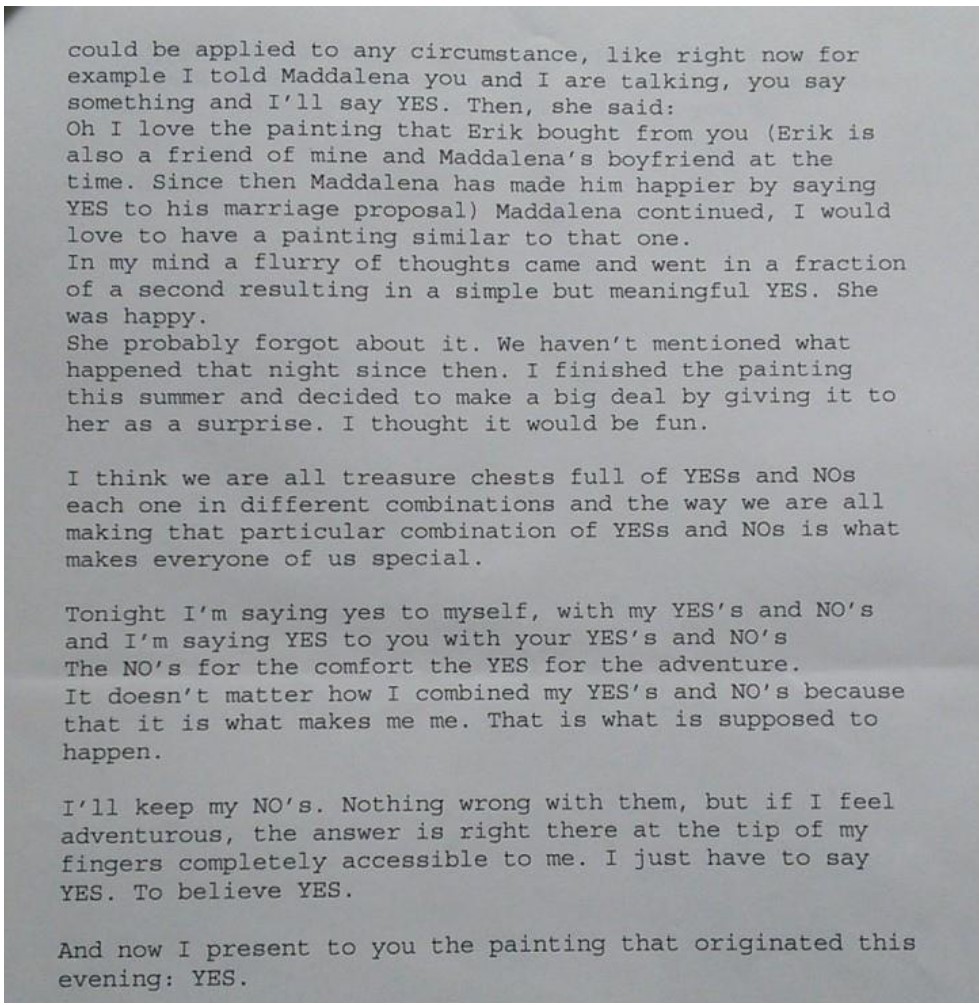 could be applied to any circumstance, like right now for
example I told Maddalena you and I are talking, you say
something and I'll say YES. Then, she said:
Oh I love the painting that Erik bought from you (Erik is
also a friend of mine and Maddalena's boyfriend at the
time. Since then Maddalena has made him happier by saying
YES to his marriage proposal) Maddalena continued, I would
love to have a painting similar to that one.
In my mind a flurry of thoughts came and went in a fraction
of a second resulting in a simple but meaningful YES. She
was happy.
She probably forgot about it. We haven't mentioned what
happened that night since then. I finished the painting
this summer and decided to make a big deal by giving it to
her as a surprise. I thought it would be fun.
I think we are all treasure chests full of YESs and NOs
each one in different combinations and the way we are all
making that particular combination of YESs and NOs is what
makes everyone of us special.
Tonight I'm saying yes to myself, with my YES's and NO's
and I'm saying YES to you with your YES's and NO's
The NO's for the comfort the YES for the adventure.
It doesn't matter how I combined my YES's and NO's because
that it is what makes me me. That is what is supposed to
happen.
I'll keep my NO's. Nothing wrong with them, but if I feel
adventurous, the answer is right there at the tip of my
fingers completely accessible to me. I just have to say
YES. To believe YES.
And now I present to you the painting that originated this
evening: YES.